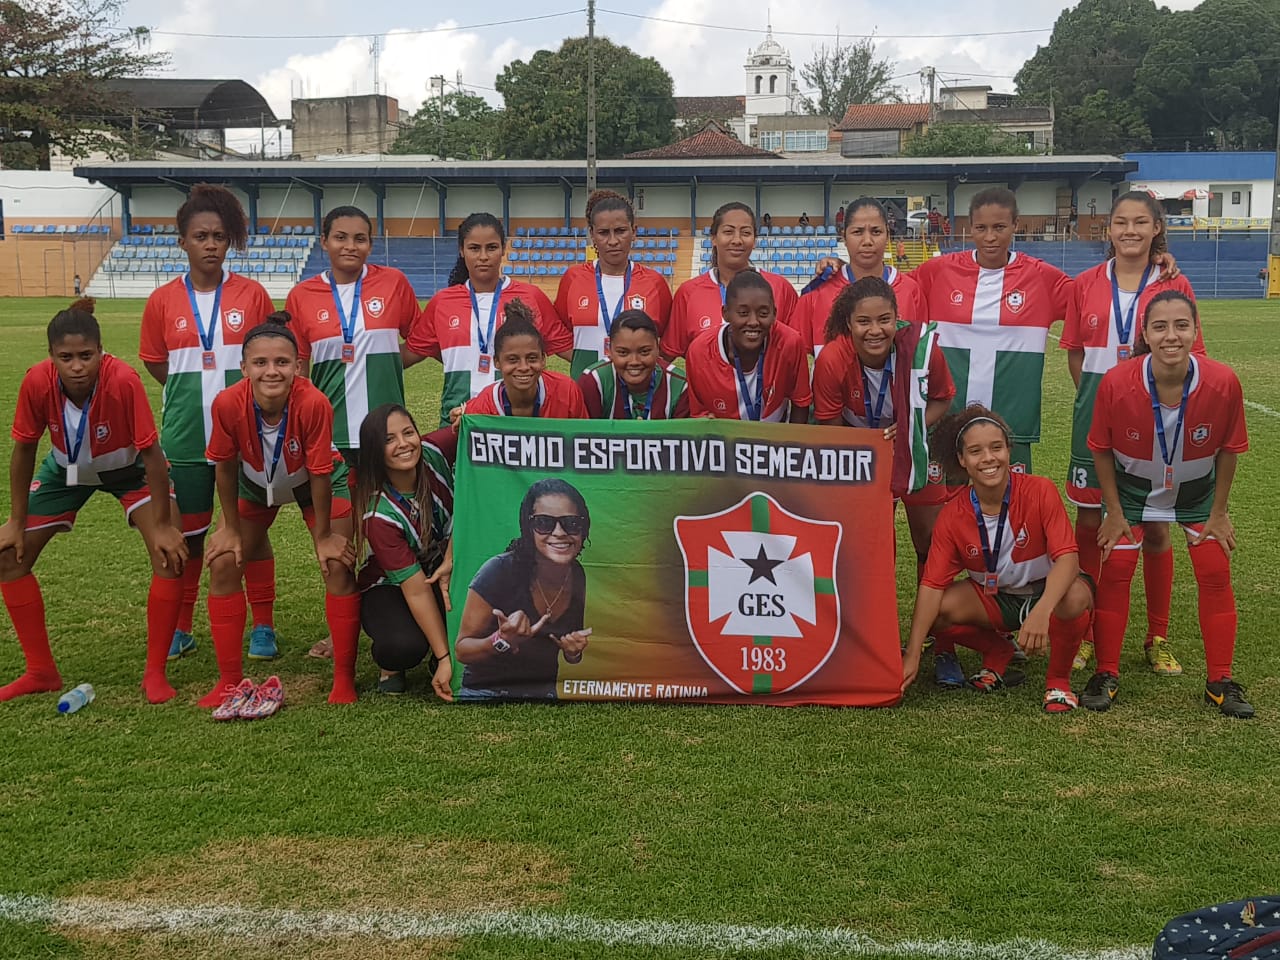 GREMIO ESPORTIVO SEMEADOR
GES
1983
ETERNAMENTE RATINHA
13